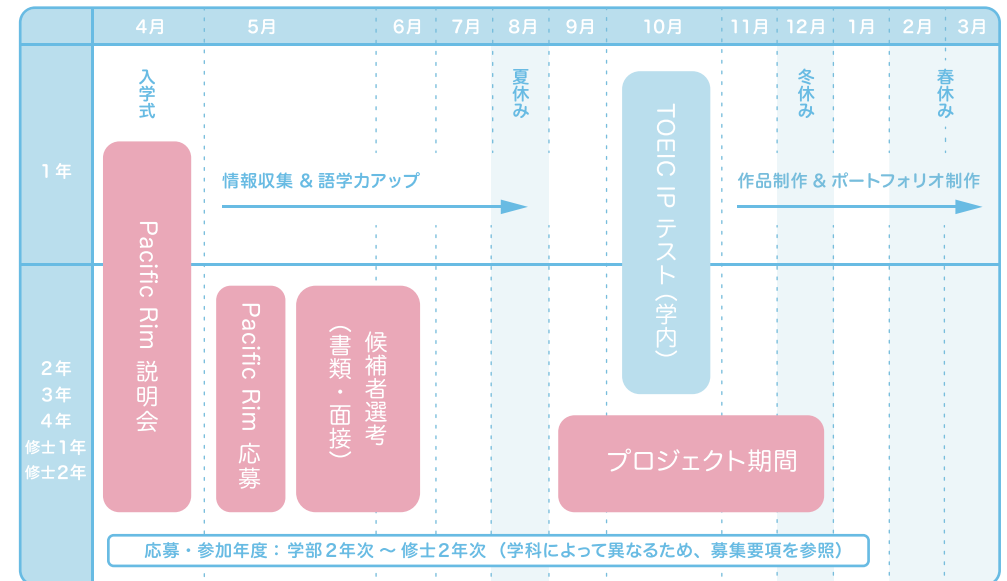 4月 5月 6月 7月 8月 9月 10月 11月 12月 1月 2月 3月
1年
入学式
夏休み
冬休み
春休み
情報収集 & 語学力アップ
作品制作 & ポートフォリオ制作
Pacific Rim 説明会
TOEIC IP テスト(学内)
2年
3年
4年
修士1年
修士2年
Pacific Rim 応募
候補者選考
(書類・面接)
プロジェクト期間
応募・参加年度：学部2年次 〜 修士2年次 (学科によって異なるため、募集要項を参照)